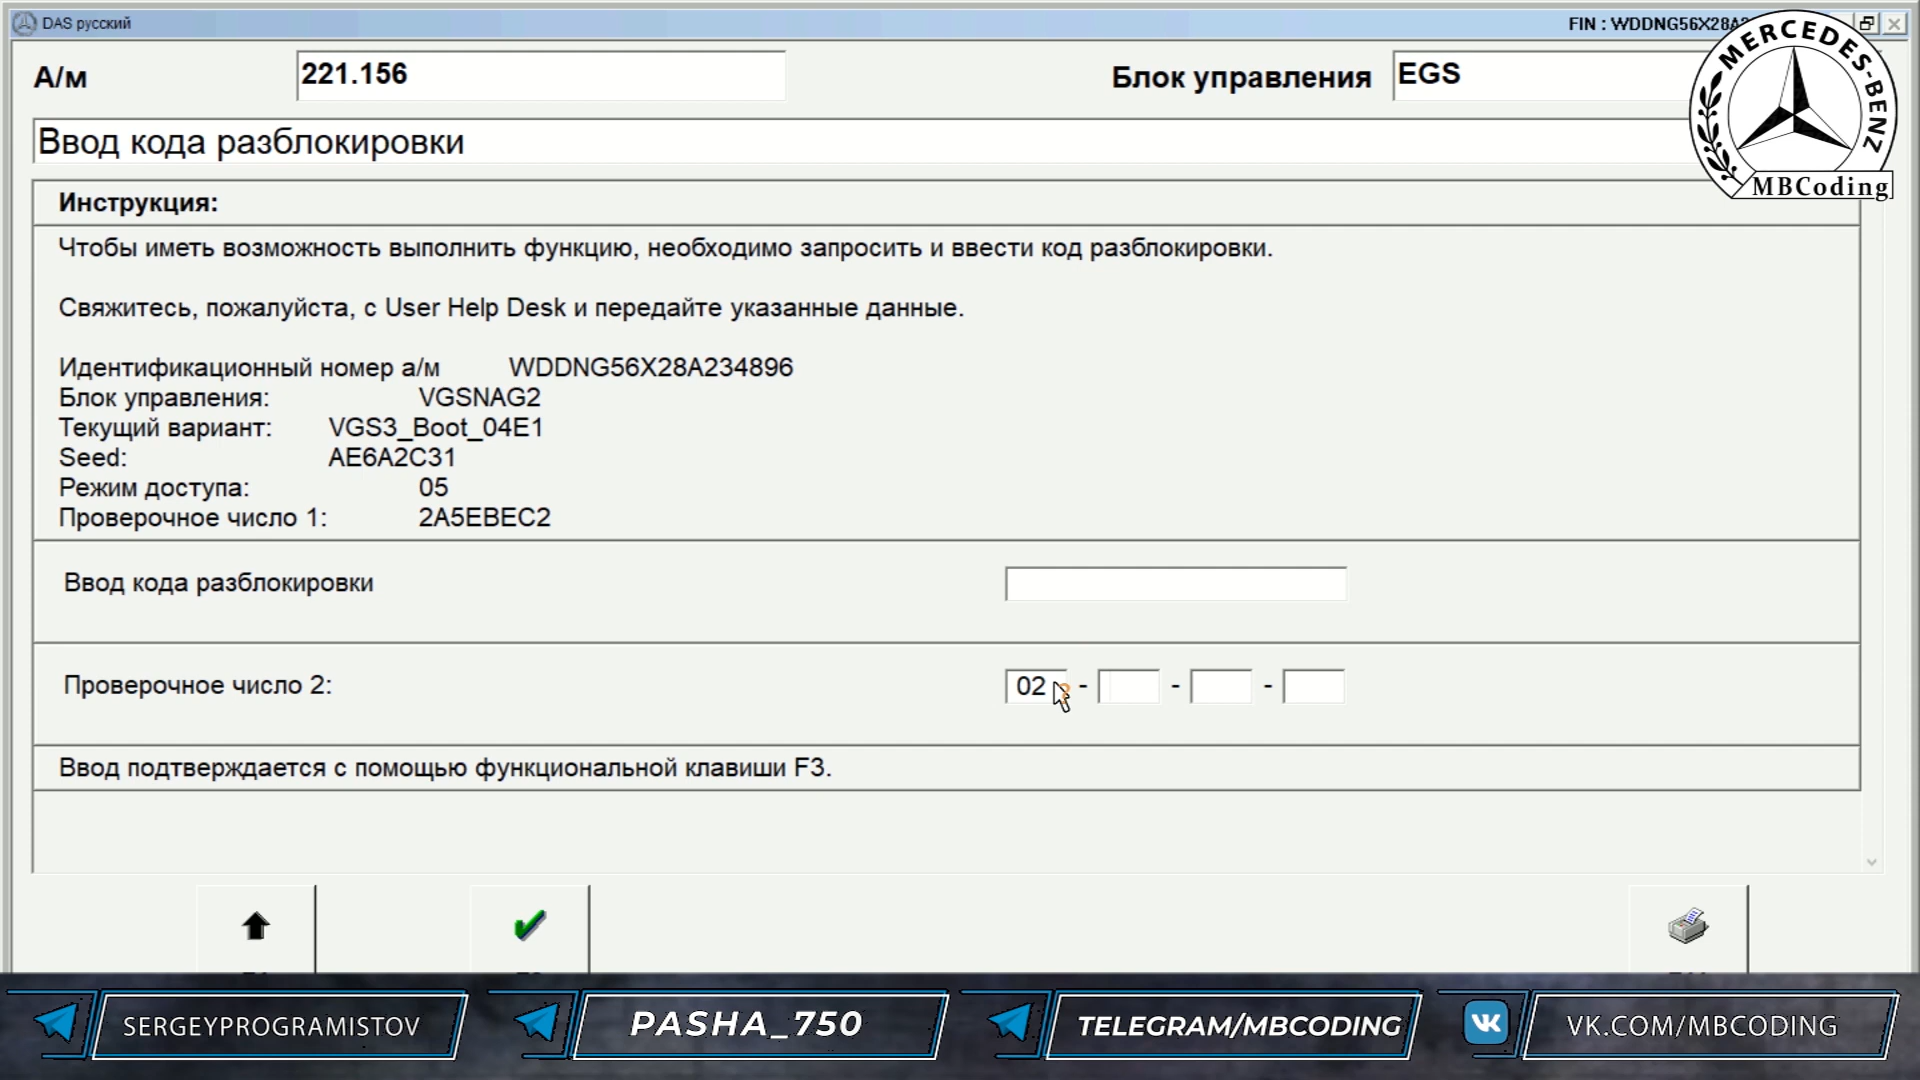 DAS русский
FIN : WDDNG56X28A2
А/м
221.156
Блок управления
EGS
MERCEDES-BENZ
MBCoding
Ввод кода разблокировки
Инструкция:
Чтобы иметь возможность выполнить функцию, необходимо запросить и ввести код разблокировки.
Свяжитесь, пожалуйста, с User Help Desk и передайте указанные данные.
Идентификационный номер а/м WDDNG56X28A234896
Блок управления: VGSNAG2
Текущий вариант: VGS3_Boot_04E1
Seed: AE6A2C31
Режим доступа: 05
Проверочное число 1: 2A5EBEC2
Ввод кода разблокировки
Проверочное число 2: 02 - - -
Ввод подтверждается с помощью функциональной клавиши F3.
SERGEYPROGRAMISTOV
PASHA_750
TELEGRAM/MBCODING
VK.COM/MBCODING